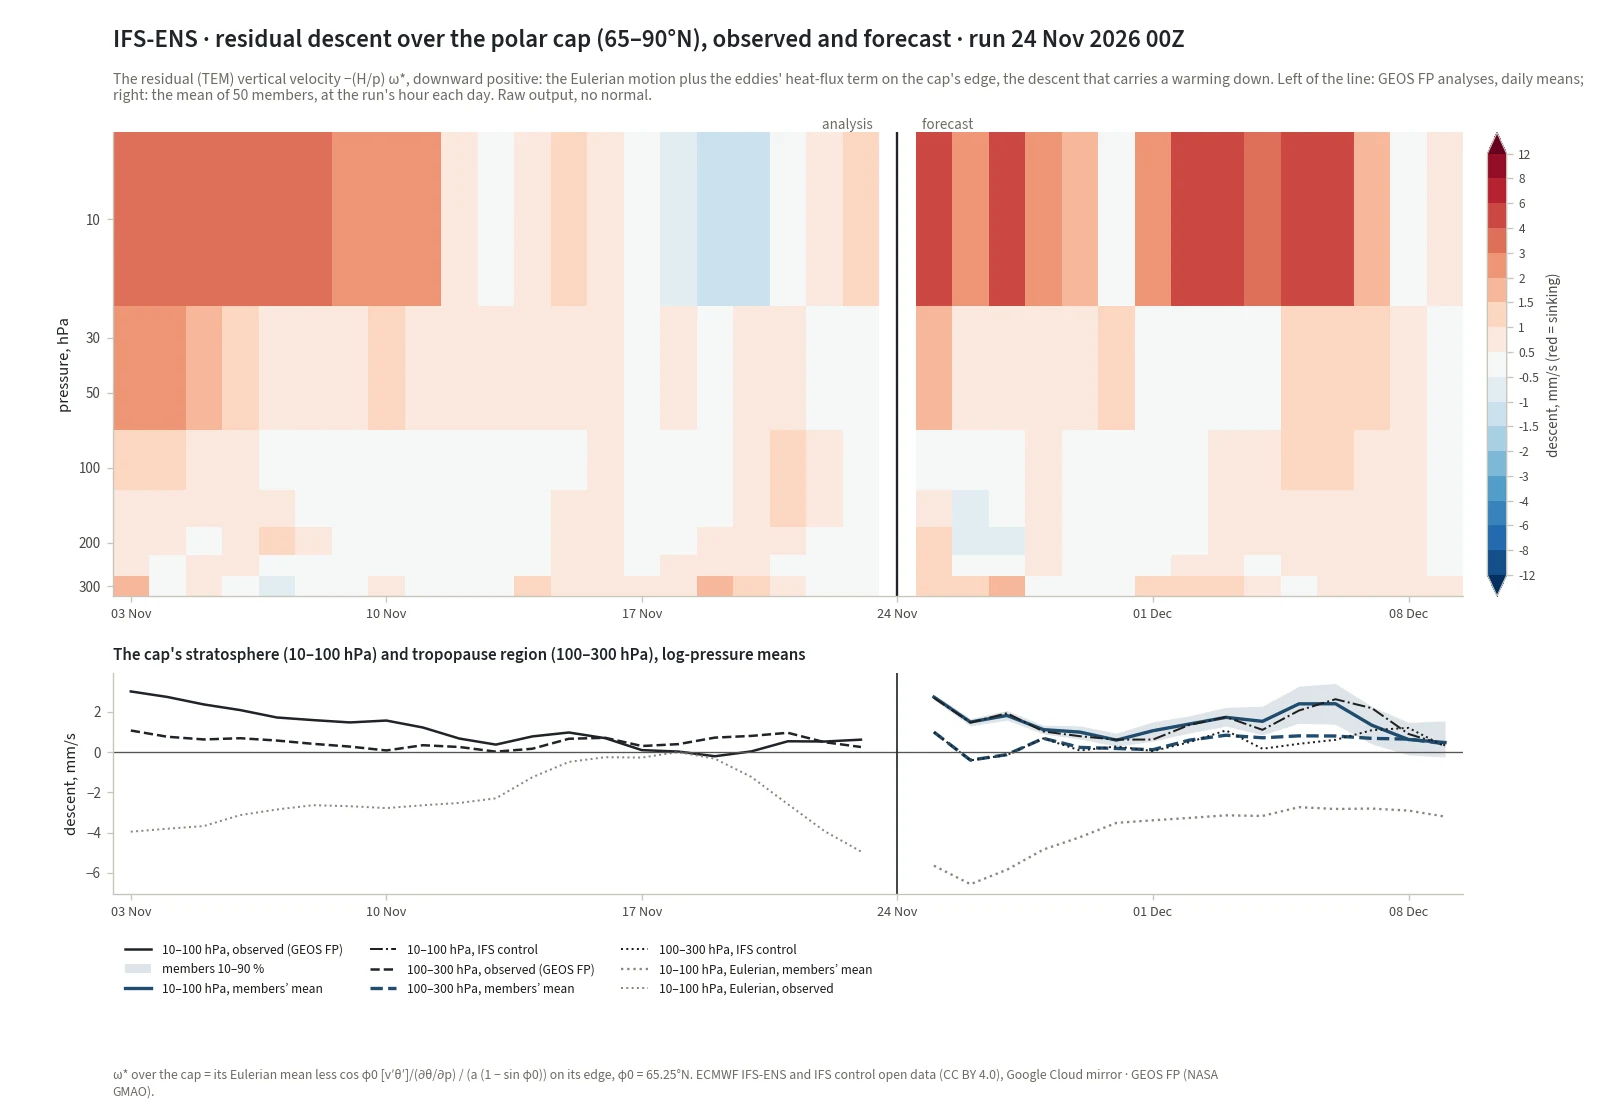 IFS-ENS · residual descent over the polar cap (65–90°N), observed and forecast · run 24 Nov 2026 00Z
The residual (TEM) vertical velocity −(H/p) ω*, downward positive: the Eulerian motion plus the eddies' heat-flux term on the cap's edge, the descent that carries a warming down. Left of the line: GEOS FP analyses, daily means;
right: the mean of 50 members, at the run's hour each day. Raw output, no normal.
analysis
forecast
pressure, hPa
10
30
50
100
200
300
03 Nov
10 Nov
17 Nov
24 Nov
01 Dec
08 Dec
12
8
6
4
3
2
1.5
1
0.5
-0.5
-1
-1.5
-2
-3
-4
-6
-8
-12
descent, mm/s (red = sinking)
The cap's stratosphere (10–100 hPa) and tropopause region (100–300 hPa), log-pressure means
descent, mm/s
2
0
−2
−4
−6
03 Nov
10 Nov
17 Nov
24 Nov
01 Dec
08 Dec
10–100 hPa, observed (GEOS FP)
members 10–90 %
10–100 hPa, members’ mean
10–100 hPa, IFS control
100–300 hPa, observed (GEOS FP)
100–300 hPa, members’ mean
100–300 hPa, IFS control
10–100 hPa, Eulerian, members’ mean
10–100 hPa, Eulerian, observed
ω* over the cap = its Eulerian mean less cos φ0 [v′θ′]/(∂θ/∂p) / (a (1 − sin φ0)) on its edge, φ0 = 65.25°N. ECMWF IFS-ENS and IFS control open data (CC BY 4.0), Google Cloud mirror · GEOS FP (NASA
GMAO).